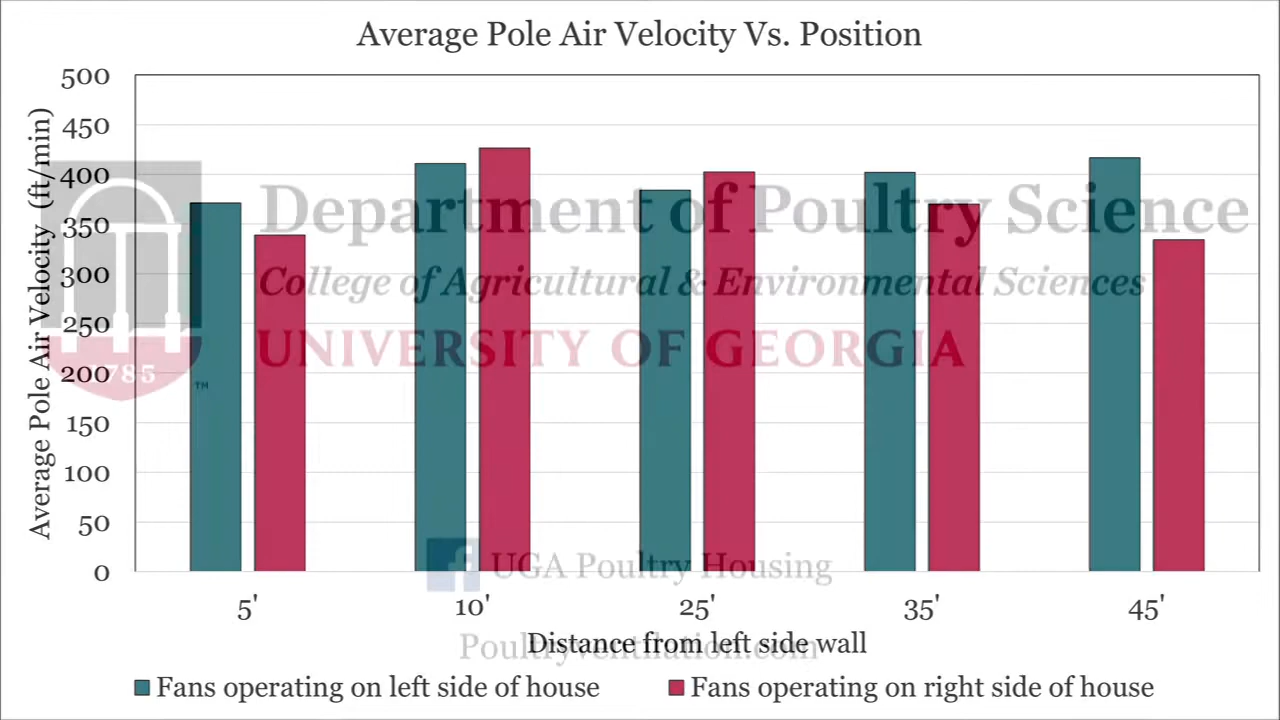 Average Pole Air Velocity Vs. Position
Average Pole Air Velocity (ft/min)
500
450
400
350
300
250
200
150
100
50
0
Department of Poultry Science
College of Agricultural & Environmental Sciences
UNIVERSITY OF GEORGIA
785
TM
f UGA Poultry Housing
5' 10' 25' 35' 45'
Distance from left side wall
Poultryventilation.com
Fans operating on left side of house Fans operating on right side of house